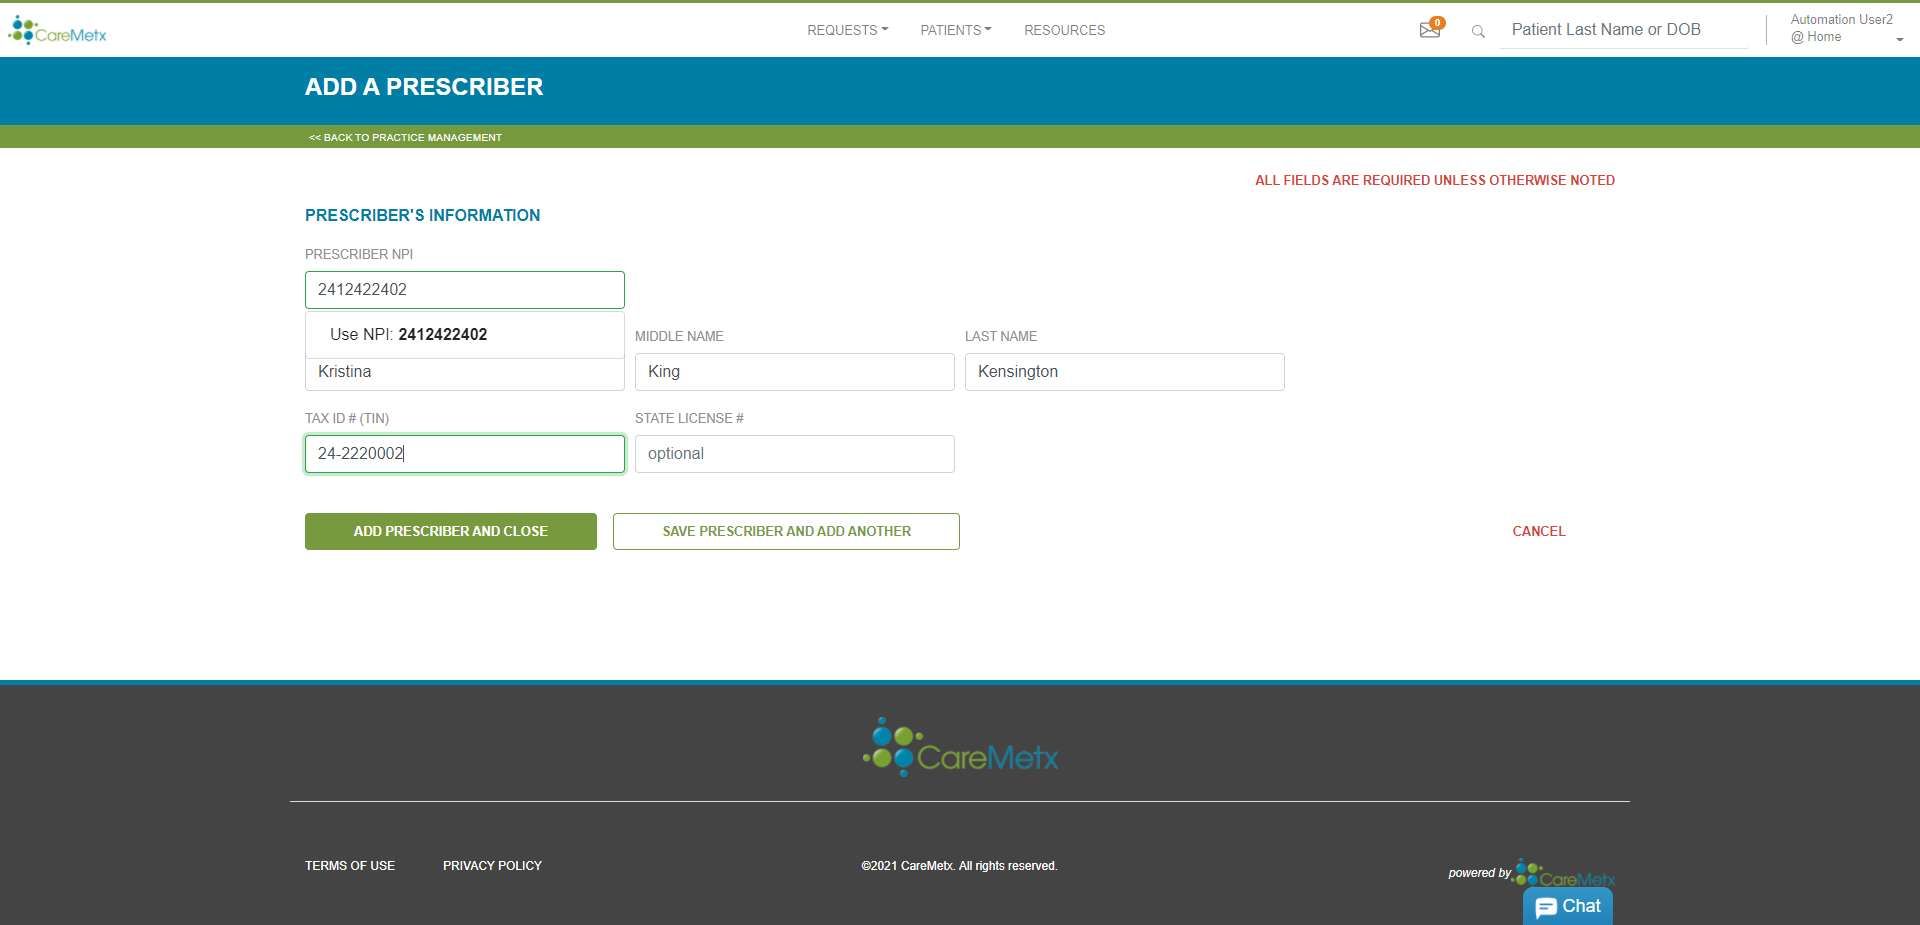 CareMetx
REQUESTS
PATIENTS
RESOURCES
0
Patient Last Name or DOB
Automation User2
@ Home
ADD A PRESCRIBER
<< BACK TO PRACTICE MANAGEMENT
ALL FIELDS ARE REQUIRED UNLESS OTHERWISE NOTED
PRESCRIBER'S INFORMATION
PRESCRIBER NPI
2412422402
Use NPI: 2412422402
MIDDLE NAME
LAST NAME
Kristina
King
Kensington
TAX ID # (TIN)
STATE LICENSE #
24-2220002
optional
ADD PRESCRIBER AND CLOSE
SAVE PRESCRIBER AND ADD ANOTHER
CANCEL
CareMetx
TERMS OF USE
PRIVACY POLICY
©2021 CareMetx. All rights reserved.
powered by CareMetx
Chat